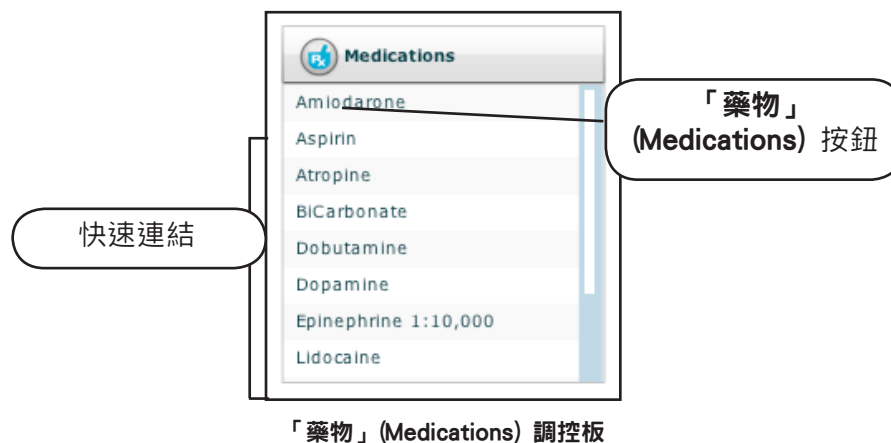 Medications
Amiodarone
Aspirin
Atropine
BiCarbonate
Dobutamine
Dopamine
Epinephrine 1:10,000
Lidocaine
「藥物」
(Medications) 按鈕
快速連結
「藥物」(Medications) 調控板